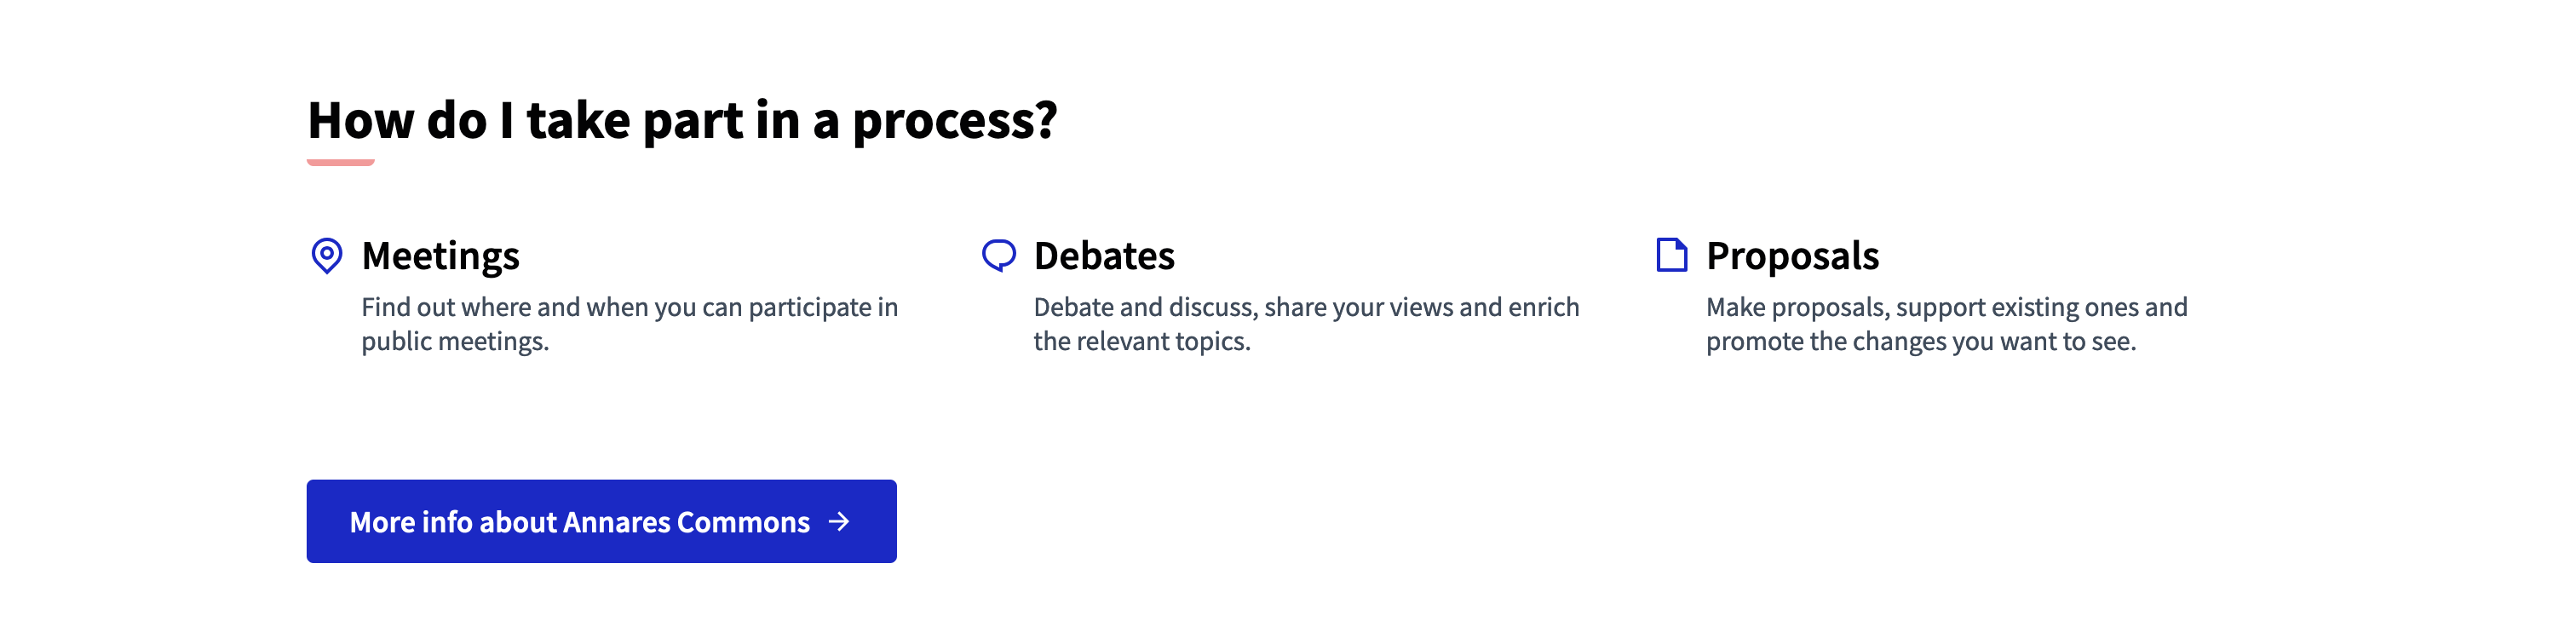 How do I take part in a process?
Meetings
Find out where and when you can participate in
public meetings.
Debates
Debate and discuss, share your views and enrich
the relevant topics.
Proposals
Make proposals, support existing ones and
promote the changes you want to see.
More info about Annares Commons →